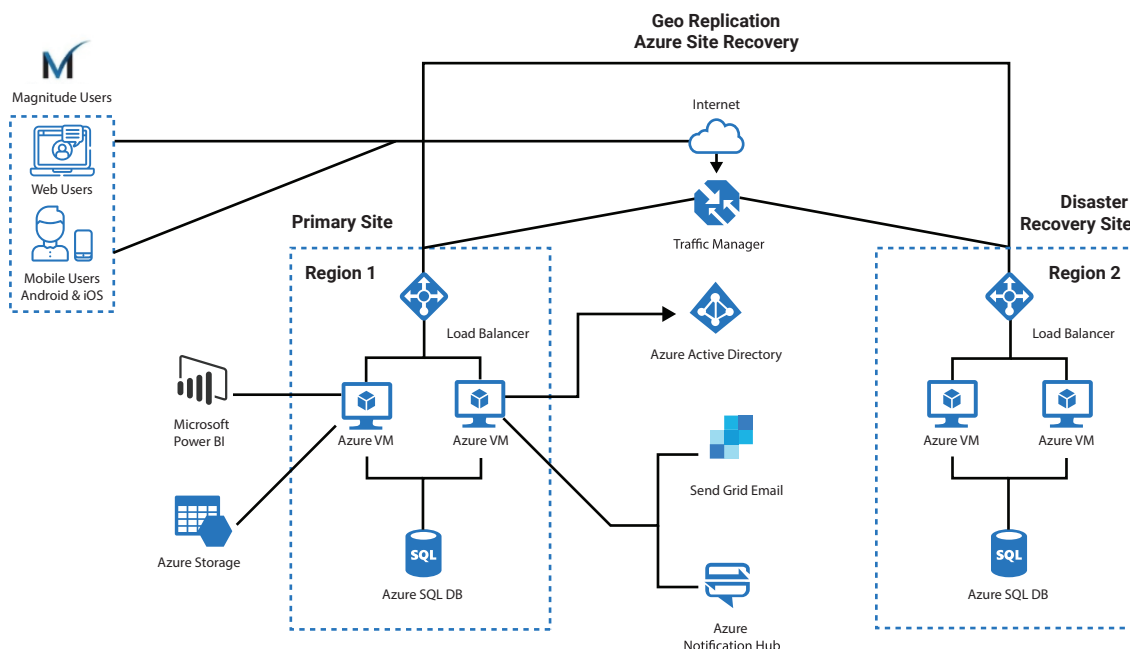 Geo Replication
Azure Site Recovery
M
Magnitude Users
Internet
Web Users
Mobile Users
Android & iOS
Primary Site
Traffic Manager
Disaster
Recovery Site
Region 1
Region 2
Load Balancer
Azure Active Directory
Load Balancer
Microsoft
Power BI
Azure VM
Azure VM
Azure VM
Azure VM
Send Grid Email
Azure Storage
SQL
Azure SQL DB
SQL
Azure SQL DB
Azure
Notification Hub